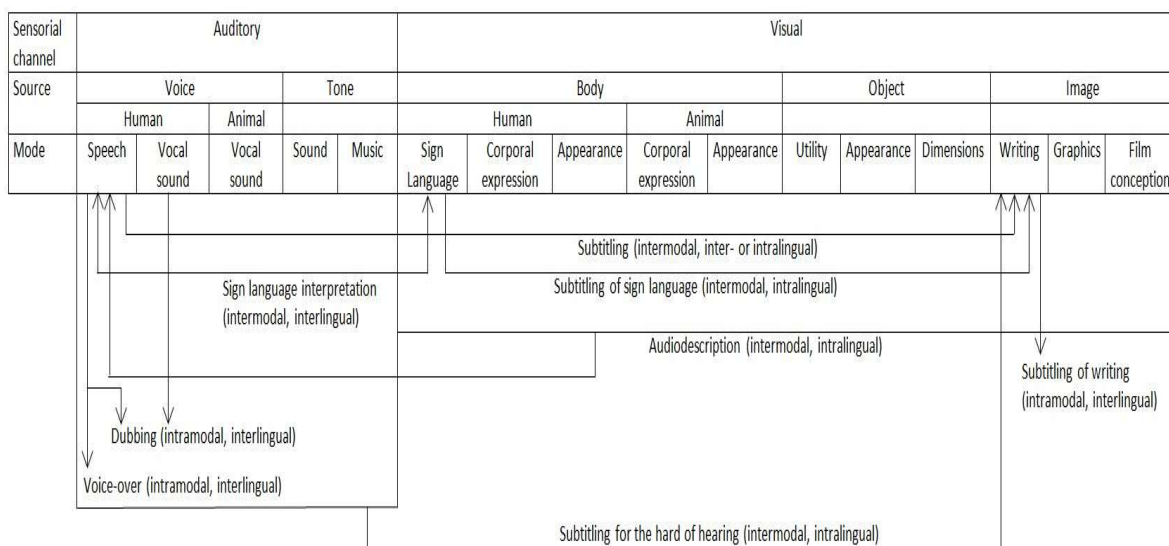 Sensorial channel Auditory Visual
Source Voice Tone Body Object Image
Human Animal Human Animal
Mode Speech Vocal sound Vocal sound Sound Music Sign Language Corporal expression Appearance Corporal expression Appearance Utility Appearance Dimensions Writing Graphics Film conception
Subtitling (intermodal, inter- or intralingual)
Sign language interpretation
(intermodal, interlingual)
Subtitling of sign language (intermodal, intralingual)
Audiodescription (intermodal, intralingual)
Subtitling of writing
(intramodal, interlingual)
Dubbing (intramodal, interlingual)
Voice-over (intramodal, interlingual)
Subtitling for the hard of hearing (intermodal, intralingual)